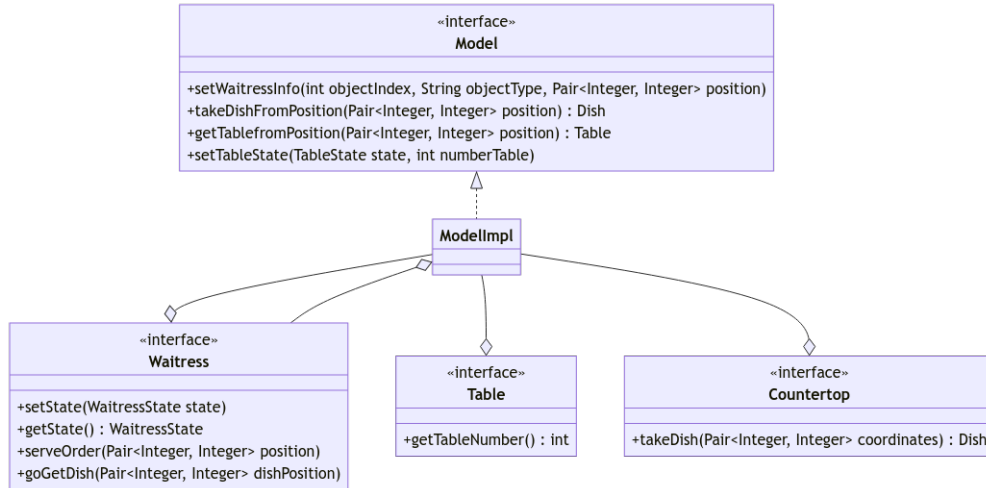 «interface»
Model
+setWaitressInfo(int objectIndex, String objectType, Pair<Integer, Integer> position)
+takeDishFromPosition(Pair<Integer, Integer> position) : Dish
+getTablefromPosition(Pair<Integer, Integer> position) : Table
+setTableState(TableState state, int numberTable)
ModelImpl
«interface»
Waitress
+setState(WaitressState state)
+getState() : WaitressState
+serveOrder(Pair<Integer, Integer> position)
+goGetDish(Pair<Integer, Integer> dishPosition)
«interface»
Table
+getTableNumber() : int
«interface»
Countertop
+takeDish(Pair<Integer, Integer> coordinates) : Dish